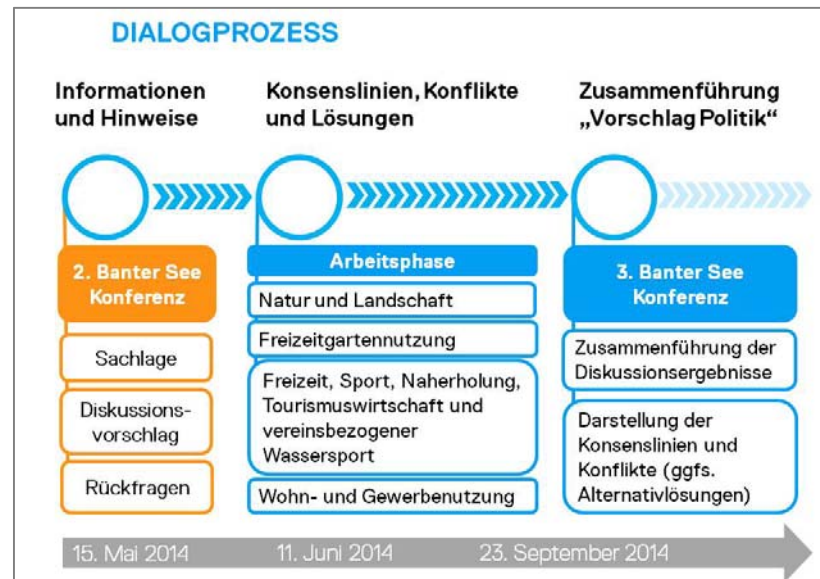 DIALOGPROZESS
Informationen
und Hinweise
Konsenslinien, Konflikte
und Lösungen
Zusammenführung
„Vorschlag Politik“
2. Banter See
Konferenz
Sachlage
Diskussions-
vorschlag
Rückfragen
Arbeitsphase
Natur und Landschaft
Freizeitgartennutzung
Freizeit, Sport, Naherholung,
Tourismuswirtschaft und
vereinsbezogener
Wassersport
Wohn- und Gewerbenutzung
3. Banter See
Konferenz
Zusammenführung der
Diskussionsergebnisse
Darstellung der
Konsenslinien und
Konflikte (ggfs.
Alternativlösungen)
15. Mai 2014
11. Juni 2014
23. September 2014